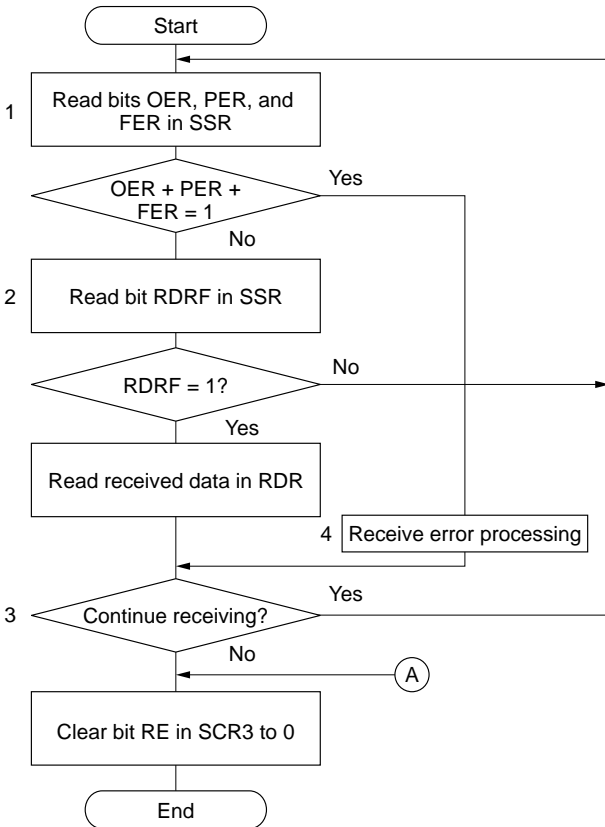 Start
1
Read bits OER, PER, and
FER in SSR
OER + PER +
FER = 1
Yes
No
2
Read bit RDRF in SSR
RDRF = 1?
No
Yes
Read received data in RDR
4
Receive error processing
3
Continue receiving?
Yes
No
A
Clear bit RE in SCR3 to 0
End